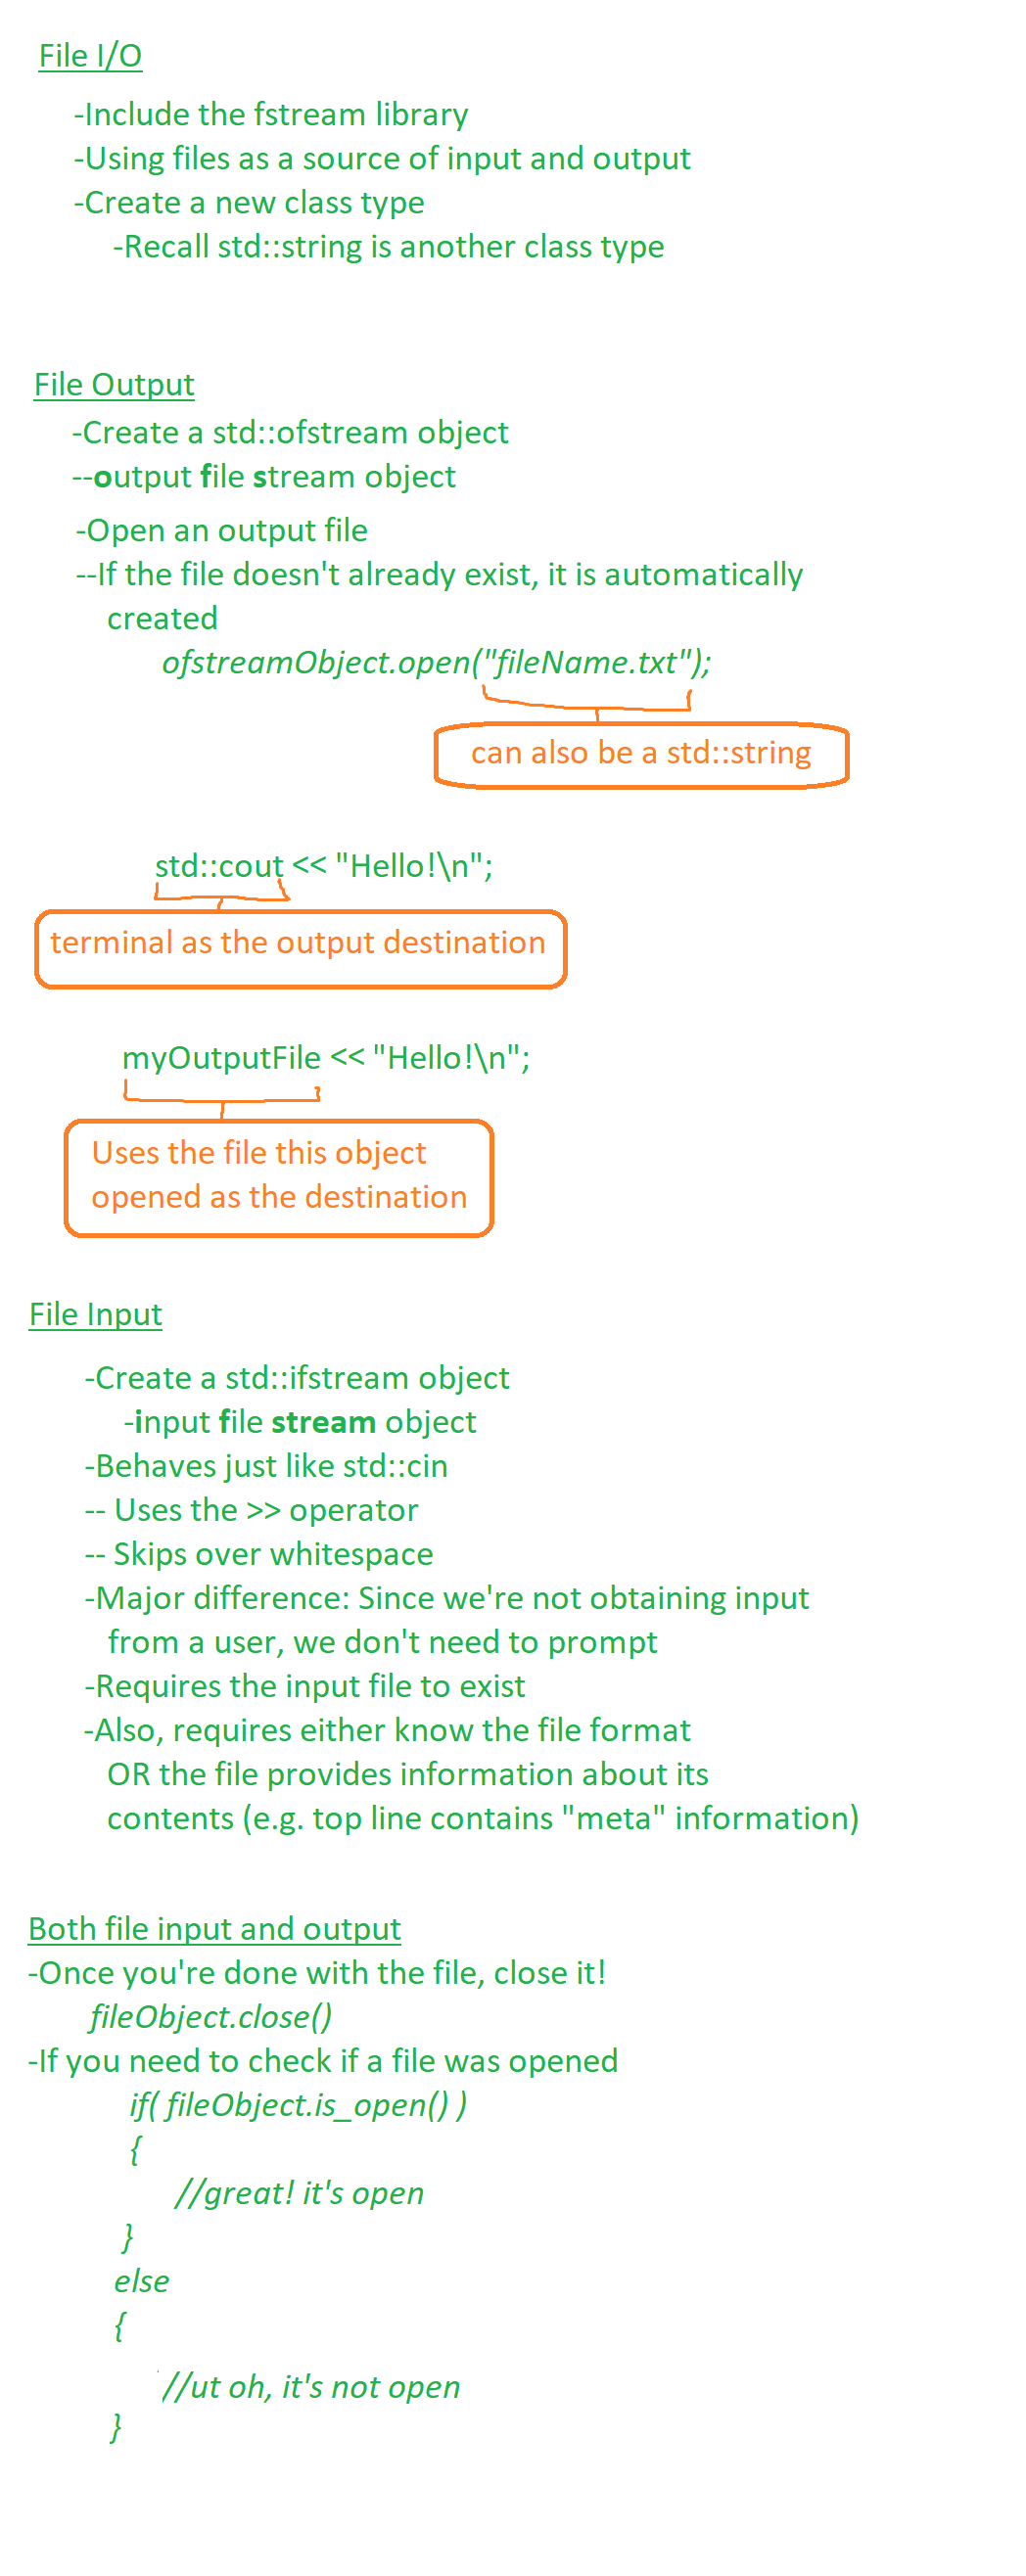 File I/O
-Include the fstream library
-Using files as a source of input and output
-Create a new class type
-Recall std::string is another class type
File Output
-Create a std::ofstream object
--output file stream object
-Open an output file
--If the file doesn't already exist, it is automatically
created
ofstreamObject.open("fileName.txt");
can also be a std::string
std::cout << "Hello!\n";
terminal as the output destination
myOutputFile << "Hello!\n";
Uses the file this object
opened as the destination
File Input
-Create a std::ifstream object
-input file stream object
-Behaves just like std::cin
-- Uses the >> operator
-- Skips over whitespace
-Major difference: Since we're not obtaining input
from a user, we don't need to prompt
-Requires the input file to exist
-Also, requires either know the file format
OR the file provides information about its
contents (e.g. top line contains "meta" information)
Both file input and output
-Once you're done with the file, close it!
fileObject.close()
-If you need to check if a file was opened
if( fileObject.is_open() )
{
//great! it's open
}
else
{
//ut oh, it's not open
}